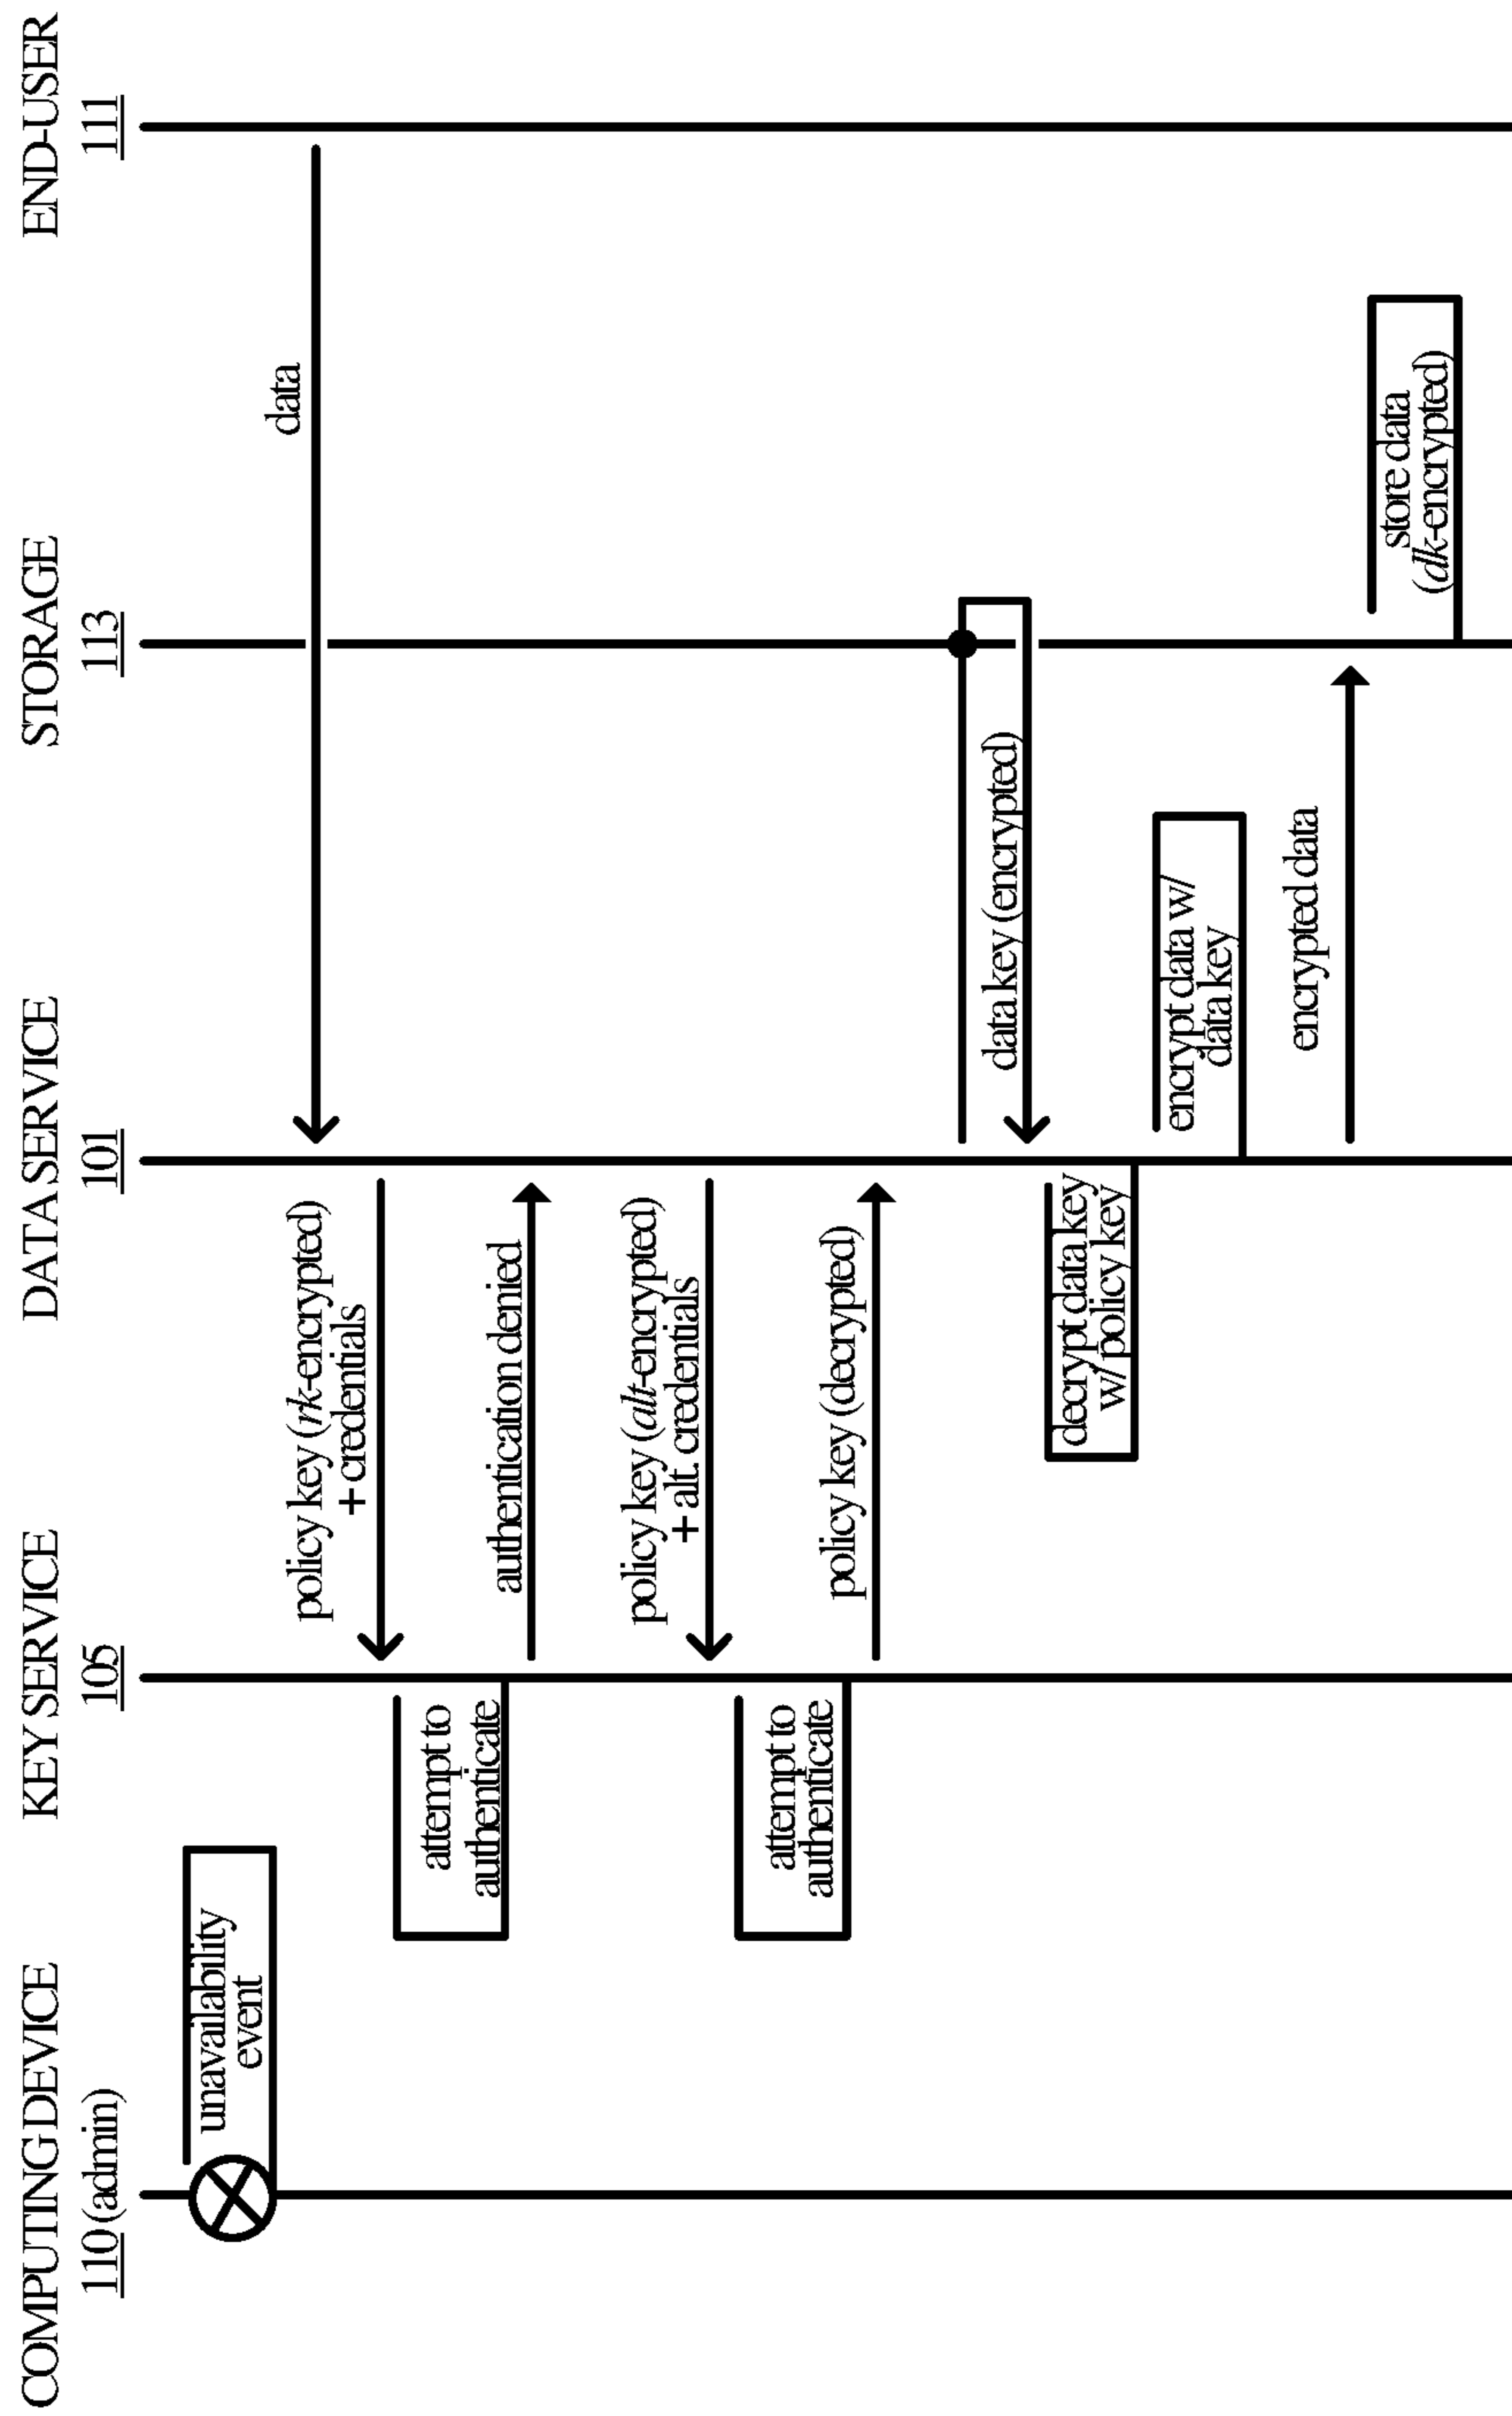 COMPUTING DEVICE
110 (admin)
KEY SERVICE
105
DATA SERVICE
101
STORAGE
113
END-USER
111
unavailability
event
data
policy key (rk-encrypted)
+ credentials
attempt to
authenticate
authentication denied
policy key (alt-encrypted)
+ alt. credentials
attempt to
authenticate
policy key (decrypted)
data key (encrypted)
decrypt data key
w/ policy key
encrypt data w/
data key
encrypted data
store data
(dk-encrypted)